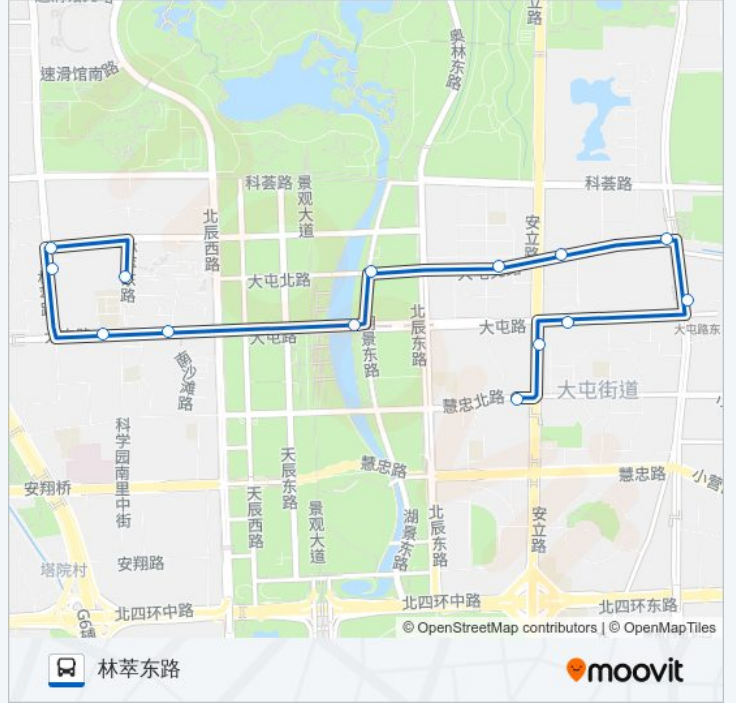 奥林东路
速滑馆南路
科荟路
景观大道
科荟路
北辰西路
安立路
大屯北路
北辰东路
大屯路
大屯路
湖景东路
大屯路东
南沙滩路
大屯街道
慧忠北路
科学园南里中街
天辰东路
慧忠路
慧忠路
小营
安翔桥
天辰西路
景观大道
湖景东路
北辰东路
安立路
安翔路
塔院村
北四环中路
北四环中路
北四环东路
G6辅
© OpenStreetMap contributors | © OpenMapTiles
林萃东路
moovit